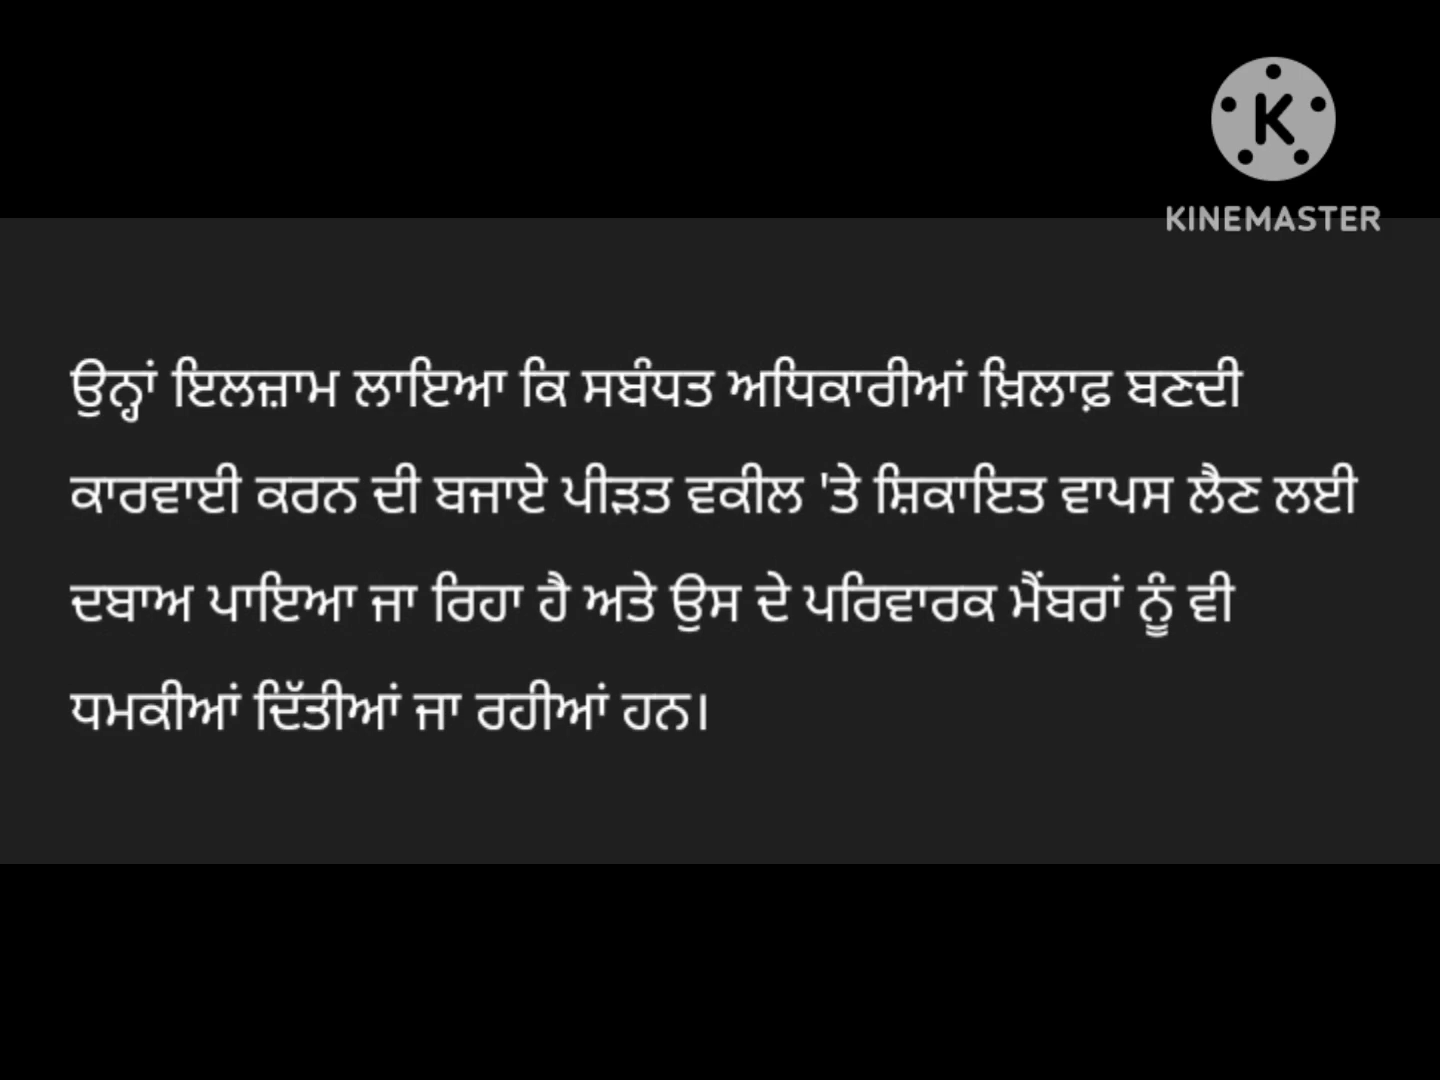 KINEMASTER
ਉਨ੍ਹਾਂ ਇਲਜ਼ਾਮ ਲਾਇਆ ਕਿ ਸਬੰਧਤ ਅਧਿਕਾਰੀਆਂ ਖ਼ਿਲਾਫ਼ ਬਣਦੀ
ਕਾਰਵਾਈ ਕਰਨ ਦੀ ਬਜਾਏ ਪੀੜਤ ਵਕੀਲ 'ਤੇ ਸ਼ਿਕਾਇਤ ਵਾਪਸ ਲੈਣ ਲਈ
ਦਬਾਅ ਪਾਇਆ ਜਾ ਰਿਹਾ ਹੈ ਅਤੇ ਉਸ ਦੇ ਪਰਿਵਾਰਕ ਮੈਂਬਰਾਂ ਨੂੰ ਵੀ
ਧਮਕੀਆਂ ਦਿੱਤੀਆਂ ਜਾ ਰਹੀਆਂ ਹਨ।